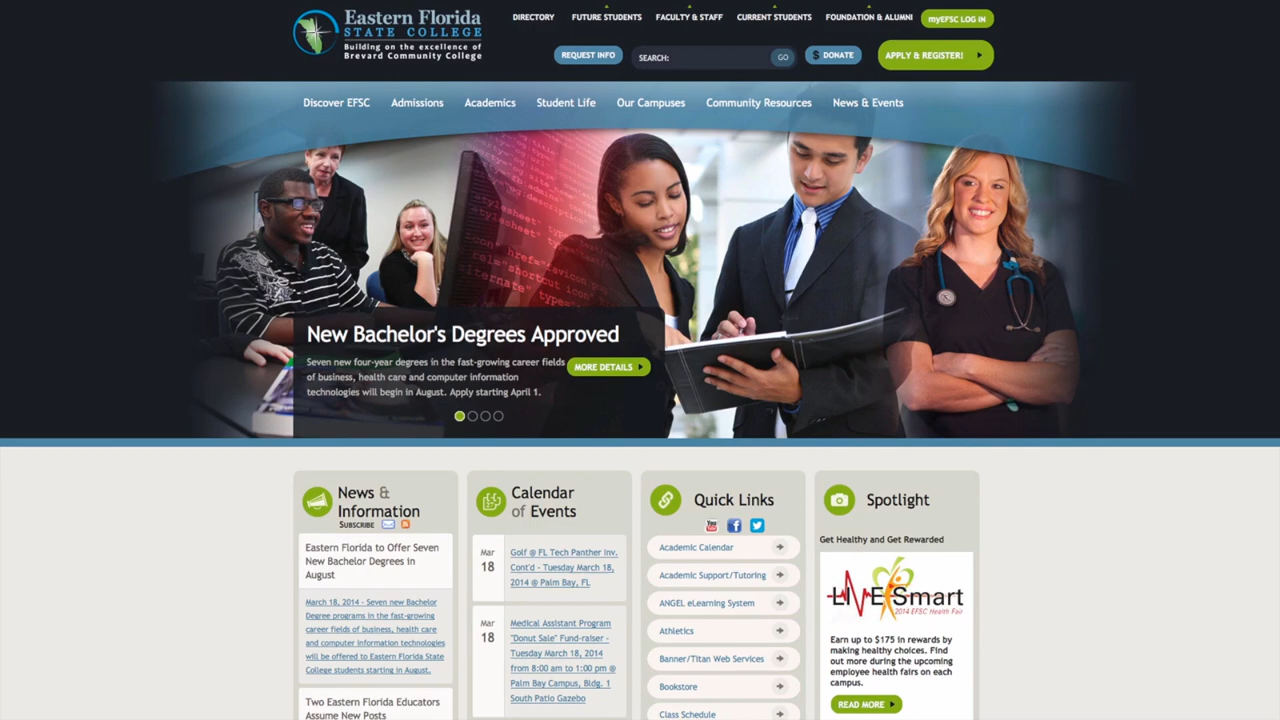 Eastern Florida
STATE COLLEGE
Building on the excellence of
Brevard Community College
DIRECTORY
FUTURE STUDENTS
FACULTY & STAFF
CURRENT STUDENTS
FOUNDATION & ALUMNI
myEFSC LOG IN
REQUEST INFO
SEARCH:
GO
$ DONATE
APPLY & REGISTER!
Discover EFSC
Admissions
Academics
Student Life
Our Campuses
Community Resources
News & Events
stylesheet"
stylesheet"
New Bachelor's Degrees Approved
Seven new four-year degrees in the fast-growing career fields
of business, health care and computer information
technologies will begin in August. Apply starting April 1.
MORE DETAILS
News &
Information
SUBSCRIBE
Eastern Florida to Offer Seven
New Bachelor Degrees in
August
March 18, 2014 - Seven new Bachelor
Degree programs in the fast-growing
career fields of business, health care
and computer information technologies
will be offered to Eastern Florida State
College students starting in August.
Two Eastern Florida Educators
Assume New Posts
Calendar
of Events
Mar
18
Golf @ FL Tech Panther Inv.
Cont'd - Tuesday March 18,
2014 @ Palm Bay, FL
Mar
18
Medical Assistant Program
"Donut Sale" Fund-raiser -
Tuesday March 18, 2014
from 8:00 am to 1:00 pm @
Palm Bay Campus, Bldg. 1
South Patio Gazebo
Quick Links
You
Tube
Academic Calendar
Academic Support/Tutoring
ANGEL eLearning System
Athletics
Banner/Titan Web Services
Bookstore
Class Schedule
Spotlight
Get Healthy and Get Rewarded
LIVE Smart
2014 EFSC Health Fair
Earn up to $175 in rewards by
making healthy choices. Find
out more during the upcoming
employee health fairs on each
campus.
READ MORE